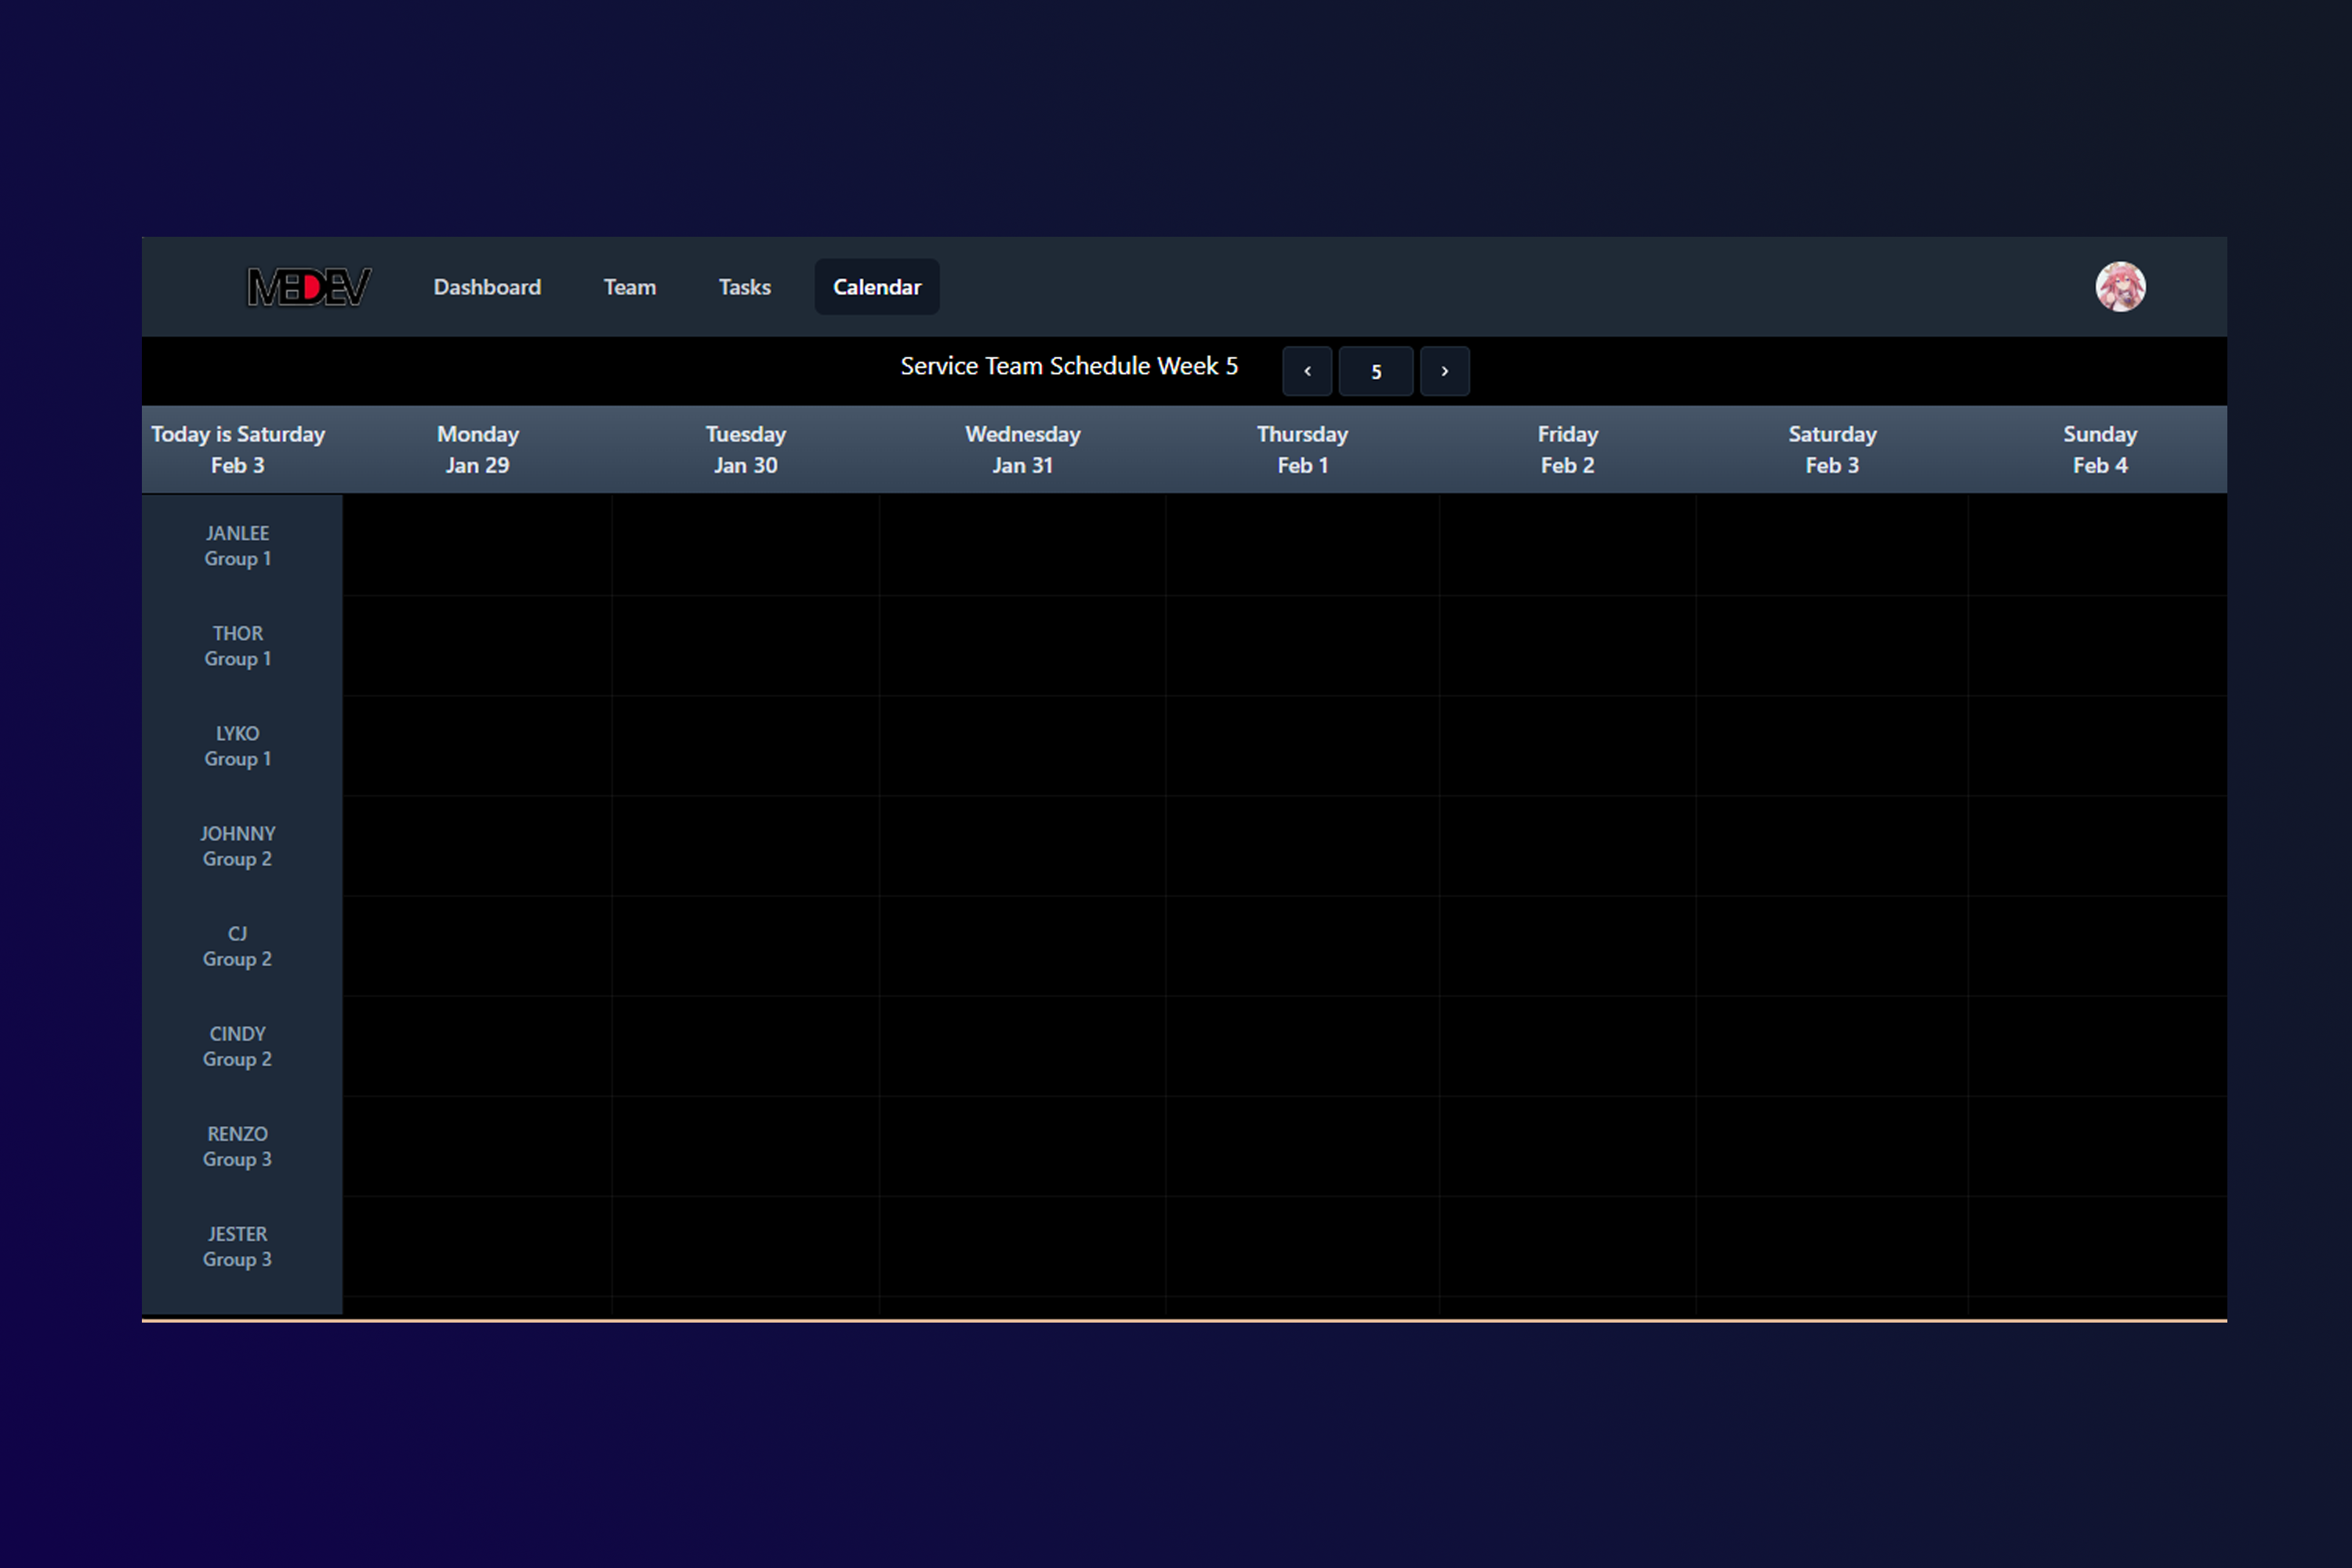 MEDEV
Dashboard Team Tasks Calendar
Service Team Schedule Week 5 ‹ 5 ›
Today is Saturday Monday Tuesday Wednesday Thursday Friday Saturday Sunday
Feb 3 Jan 29 Jan 30 Jan 31 Feb 1 Feb 2 Feb 3 Feb 4
JANLEE
Group 1
THOR
Group 1
LYKO
Group 1
JOHNNY
Group 2
CJ
Group 2
CINDY
Group 2
RENZO
Group 3
JESTER
Group 3